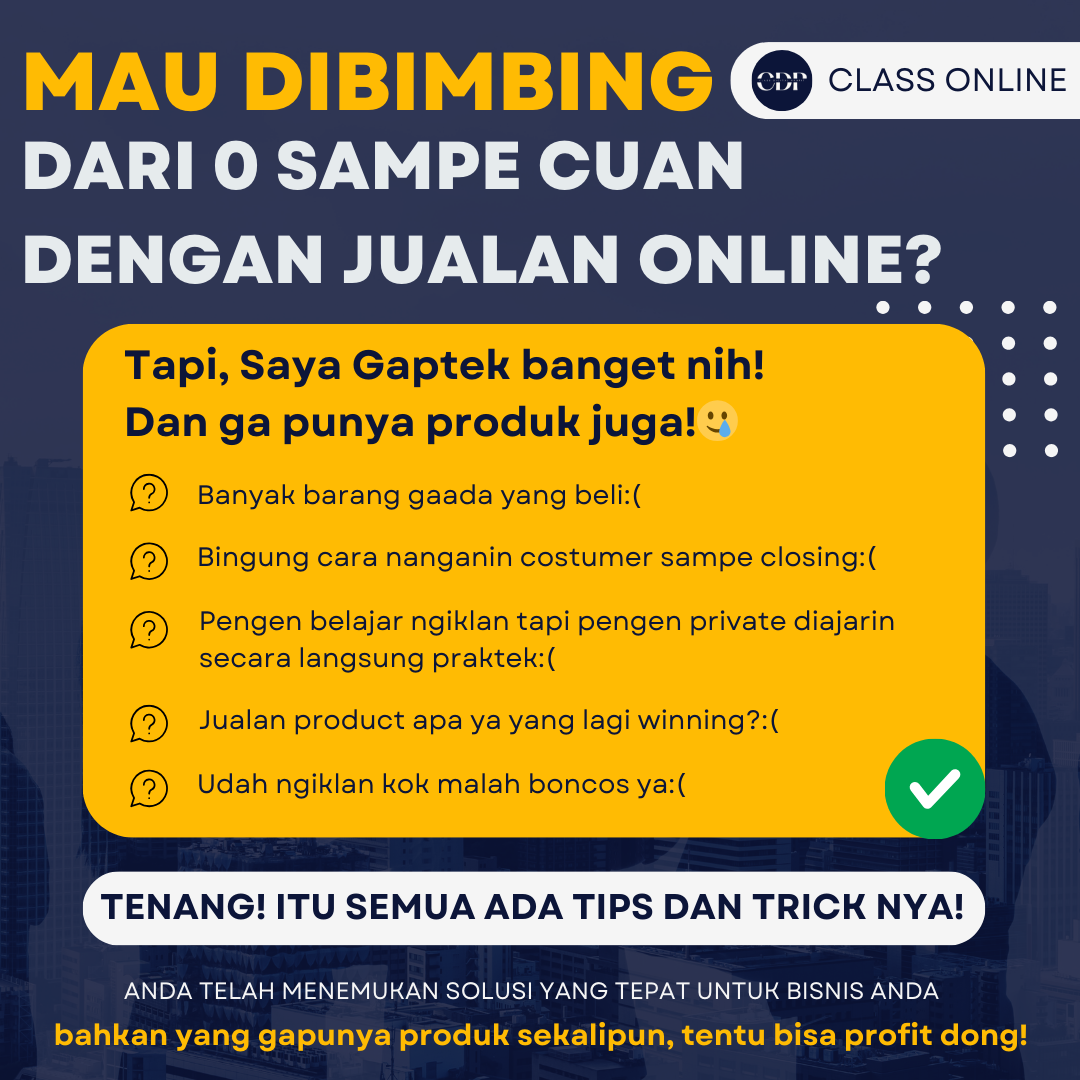 MAU DIBIMBING
CDP CLASS ONLINE
DARI 0 SAMPE CUAN
DENGAN JUALAN ONLINE?
Tapi, Saya Gaptek banget nih!
Dan ga punya produk juga!🥲
Banyak barang gaada yang beli:(
Bingung cara nanganin costumer sampe closing:(
Pengen belajar ngiklan tapi pengen private diajarin
secara langsung praktek:(
Jualan product apa ya yang lagi winning?:(
Udah ngiklan kok malah boncos ya:(
TENANG! ITU SEMUA ADA TIPS DAN TRICK NYA!
ANDA TELAH MENEMUKAN SOLUSI YANG TEPAT UNTUK BISNIS ANDA
bahkan yang gapunya produk sekalipun, tentu bisa profit dong!